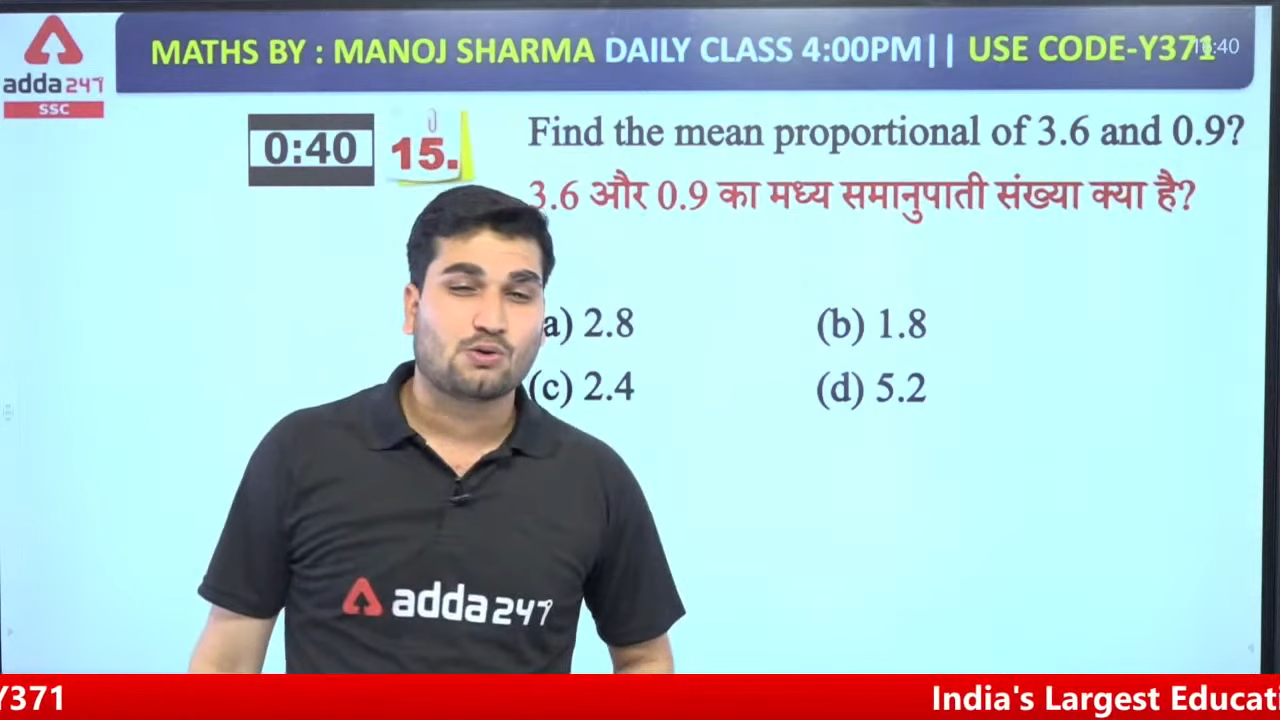 MATHS BY : MANOJ SHARMA DAILY CLASS 4:00PM|| USE CODE-Y371
adda247
SSC
0:40
15.
Find the mean proportional of 3.6 and 0.9?
3.6 और 0.9 का मध्य समानुपाती संख्या क्या है?
a) 2.8
(b) 1.8
(c) 2.4
(d) 5.2
adda247
Y371
India's Largest Educati